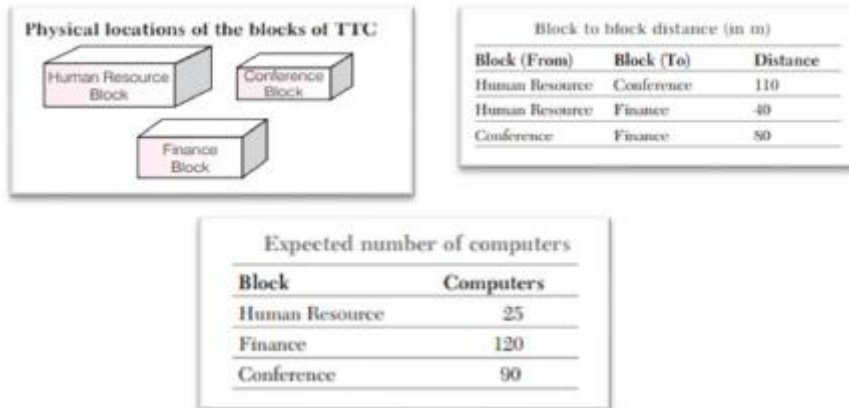 Physical locations of the blocks of TTC
Human Resource
Block
Conference
Block
Finance
Block
Block to block distance (in m)
Block (From) Block (To) Distance
Human Resource Conference 110
Human Resource Finance 40
Conference Finance 80
Expected number of computers
Block Computers
Human Resource 25
Finance 120
Conference 90